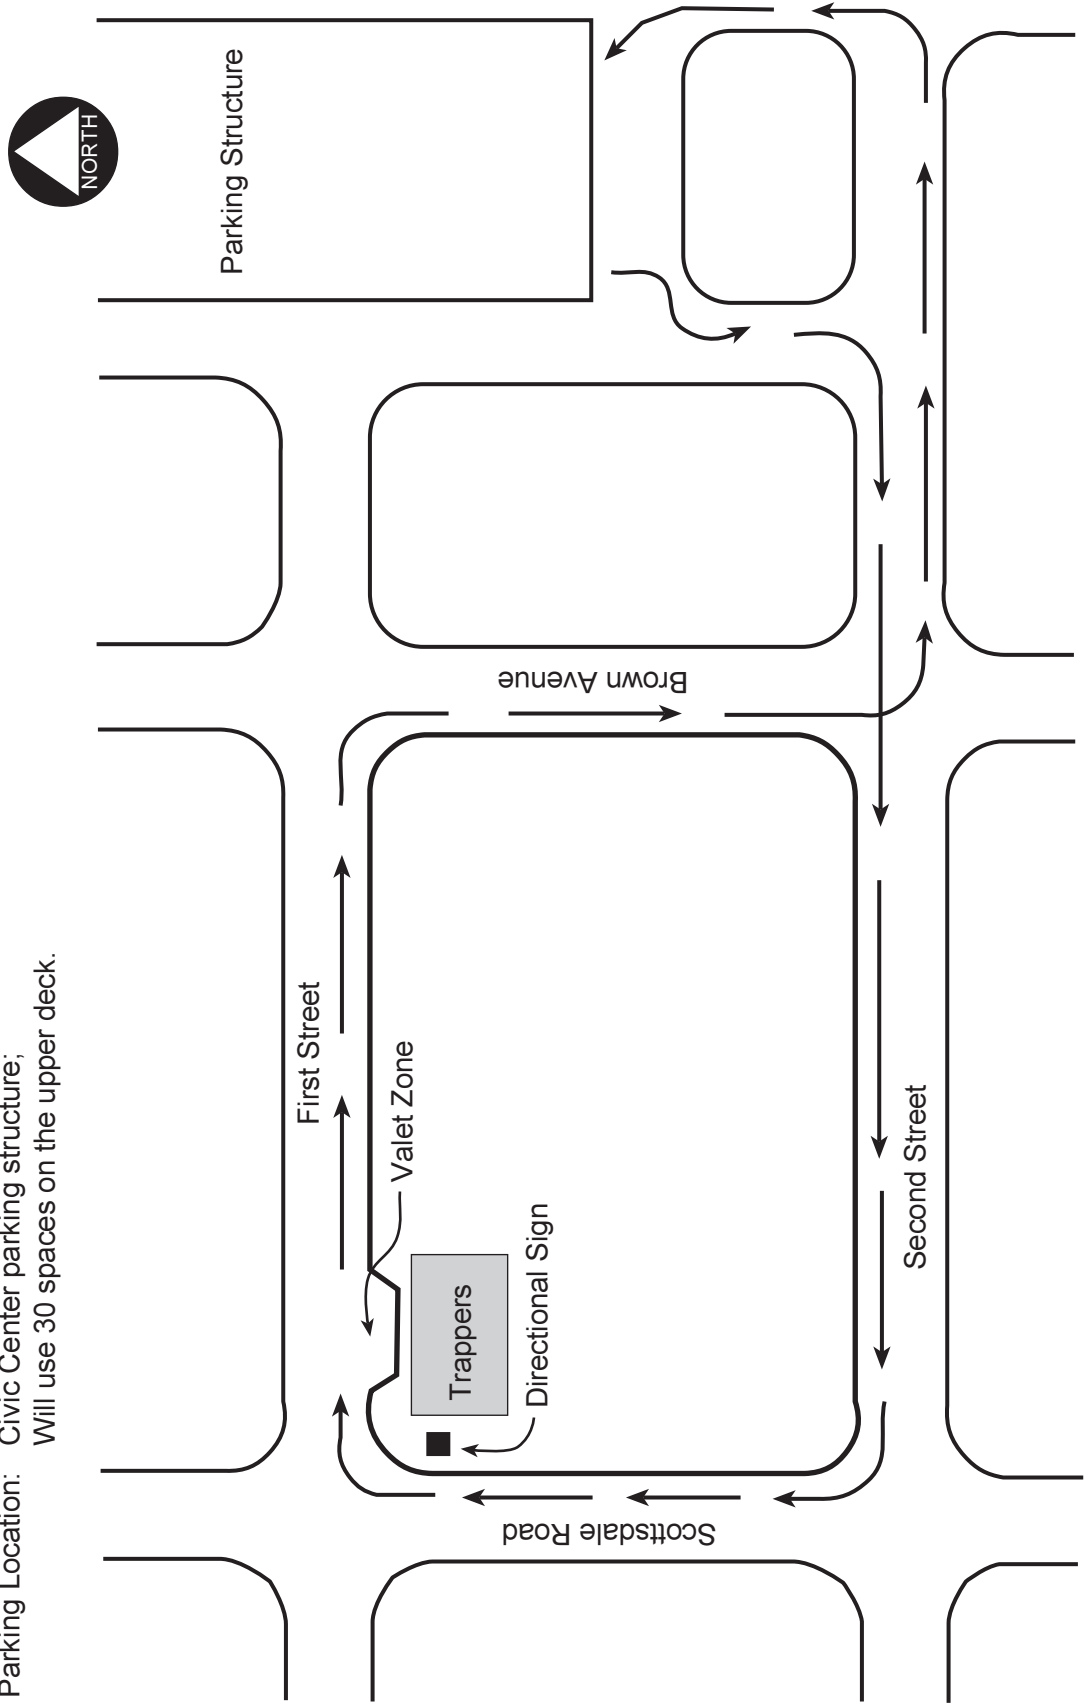 Parking Location: Civic Center parking structure;
Will use 30 spaces on the upper deck.
NORTH
Parking Structure
First Street
Valet Zone
Trappers
Directional Sign
Brown Avenue
Scottsdale Road
Second Street